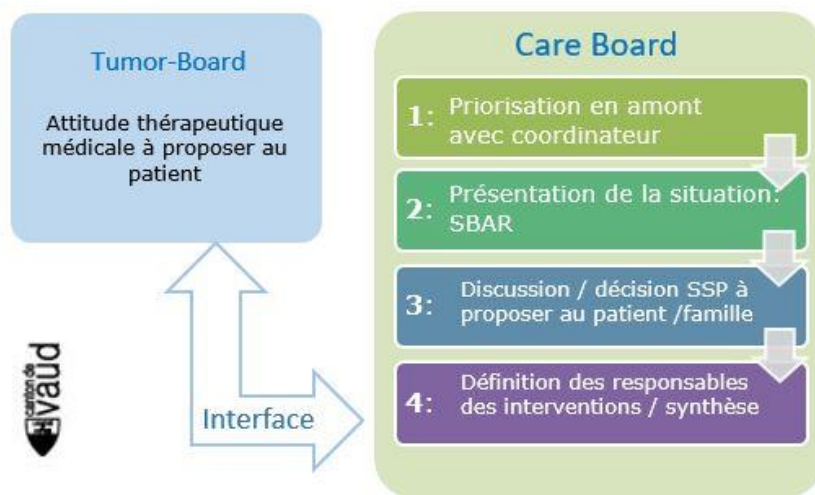 Tumor-Board
Attitude thérapeutique
médicale à proposer au
patient
Care Board
1: Priorisation en amont
avec coordinateur
2: Présentation de la situation:
SBAR
3: Discussion / décision SSP à
proposer au patient /famille
4: Définition des responsables
des interventions / synthèse
Interface
canton de
vaud